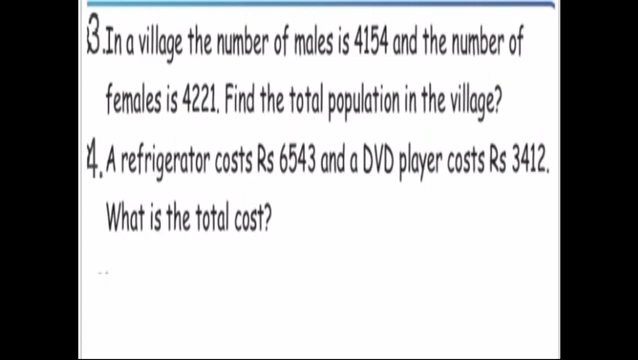 3.In a village the number of males is 4154 and the number of
females is 4221. Find the total population in the village?
4. A refrigerator costs Rs 6543 and a DVD player costs Rs 3412.
What is the total cost?